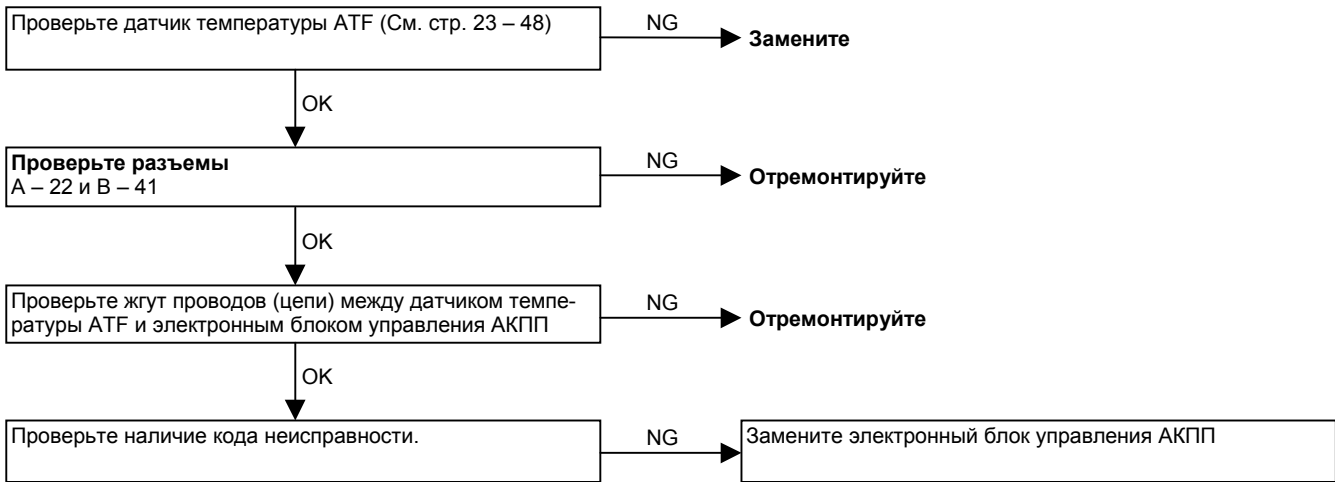 Проверьте датчик температуры ATF (См. стр. 23 – 48)
NG
Замените
OK
Проверьте разъемы
А – 22 и В – 41
NG
Отремонтируйте
OK
Проверьте жгут проводов (цепи) между датчиком темпе-
ратуры ATF и электронным блоком управления АКПП
NG
Отремонтируйте
OK
Проверьте наличие кода неисправности.
NG
Замените электронный блок управления АКПП